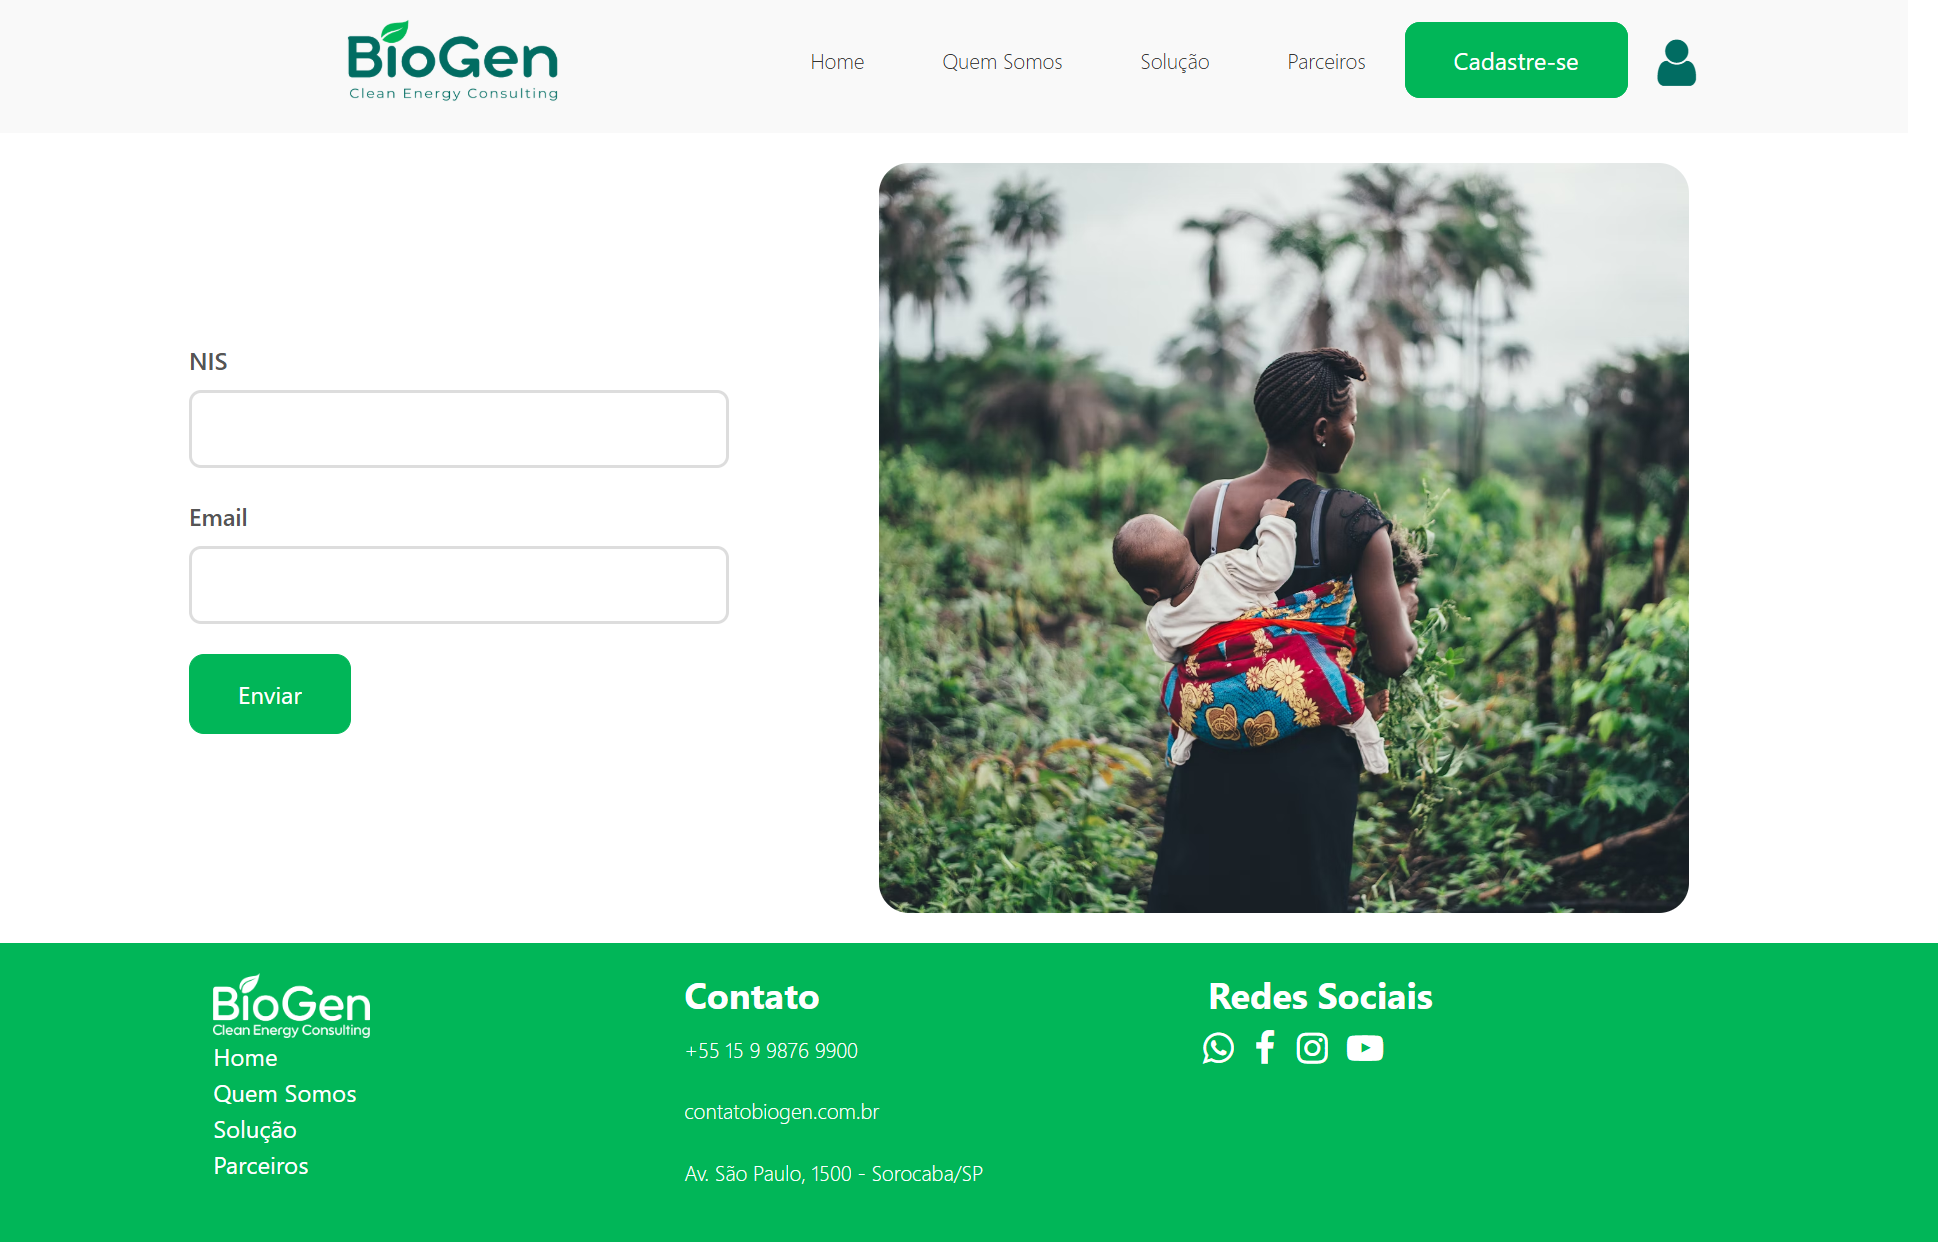 BioGen
Clean Energy Consulting
Home
Quem Somos
Solução
Parceiros
Cadastre-se
NIS
Email
Enviar
BioGen
Clean Energy Consulting
Home
Quem Somos
Solução
Parceiros
Contato
+55 15 9 9876 9900
contatobiogen.com.br
Av. São Paulo, 1500 - Sorocaba/SP
Redes Sociais